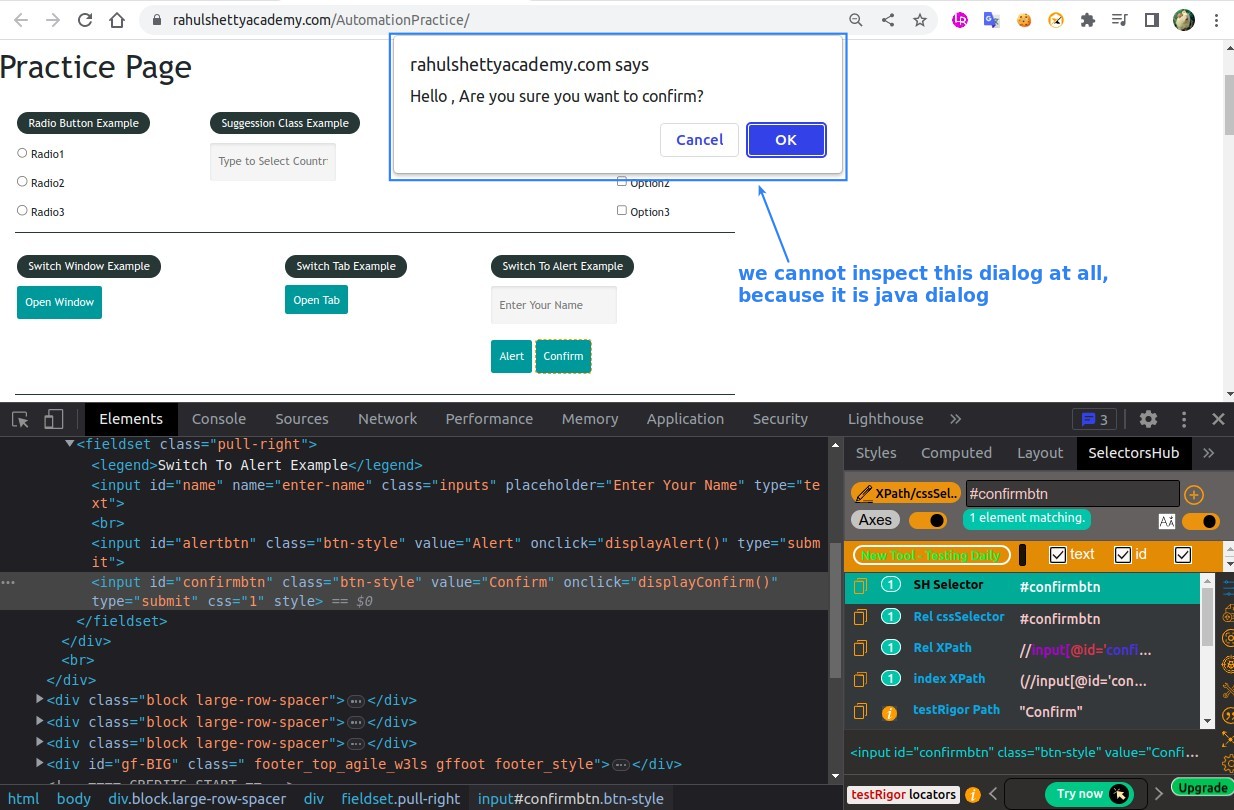 rahulshettyacademy.com/AutomationPractice/
Practice Page
rahulshettyacademy.com says
Hello , Are you sure you want to confirm?
Cancel OK
Radio Button Example
Radio1
Radio2
Radio3
Suggession Class Example
Type to Select Countr
Option2
Option3
we cannot inspect this dialog at all,
because it is java dialog
Switch Window Example
Open Window
Switch Tab Example
Open Tab
Switch To Alert Example
Enter Your Name
Alert Confirm
Elements Console Sources Network Performance Memory Application Security Lighthouse » 3
<fieldset class="pull-right">
<legend>Switch To Alert Example</legend>
<input id="name" name="enter-name" class="inputs" placeholder="Enter Your Name" type="te
xt">
<br>
<input id="alertbtn" class="btn-style" value="Alert" onclick="displayAlert()" type="subm
it">
<input id="confirmbtn" class="btn-style" value="Confirm" onclick="displayConfirm()"
type="submit" css="1" style> == $0
</fieldset>
</div>
<br>
</div>
<div class="block large-row-spacer">…</div>
<div class="block large-row-spacer">…</div>
<div class="block large-row-spacer">…</div>
<div id="gf-BIG" class=" footer_top_agile_w3ls gffoot footer_style">…</div>
html body div.block.large-row-spacer div fieldset.pull-right input#confirmbtn.btn-style
Styles Computed Layout SelectorsHub »
XPath/cssSel.. #confirmbtn
Axes 1 element matching.
New Tool - Testing Daily text id
1 SH Selector #confirmbtn
1 Rel cssSelector #confirmbtn
1 Rel XPath //input[@id='confi...
1 index XPath (//input[@id='con...
testRigor Path "Confirm"
<input id="confirmbtn" class="btn-style" value="Confi...
testRigor locators Try now Upgrade